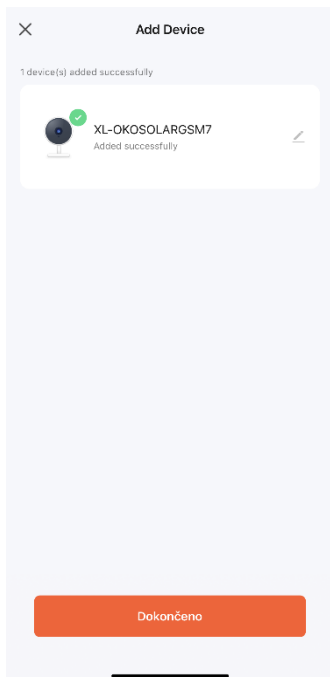 Add Device
1 device(s) added successfully
XL-OKOSOLARGSM7
Added successfully
Dokončeno